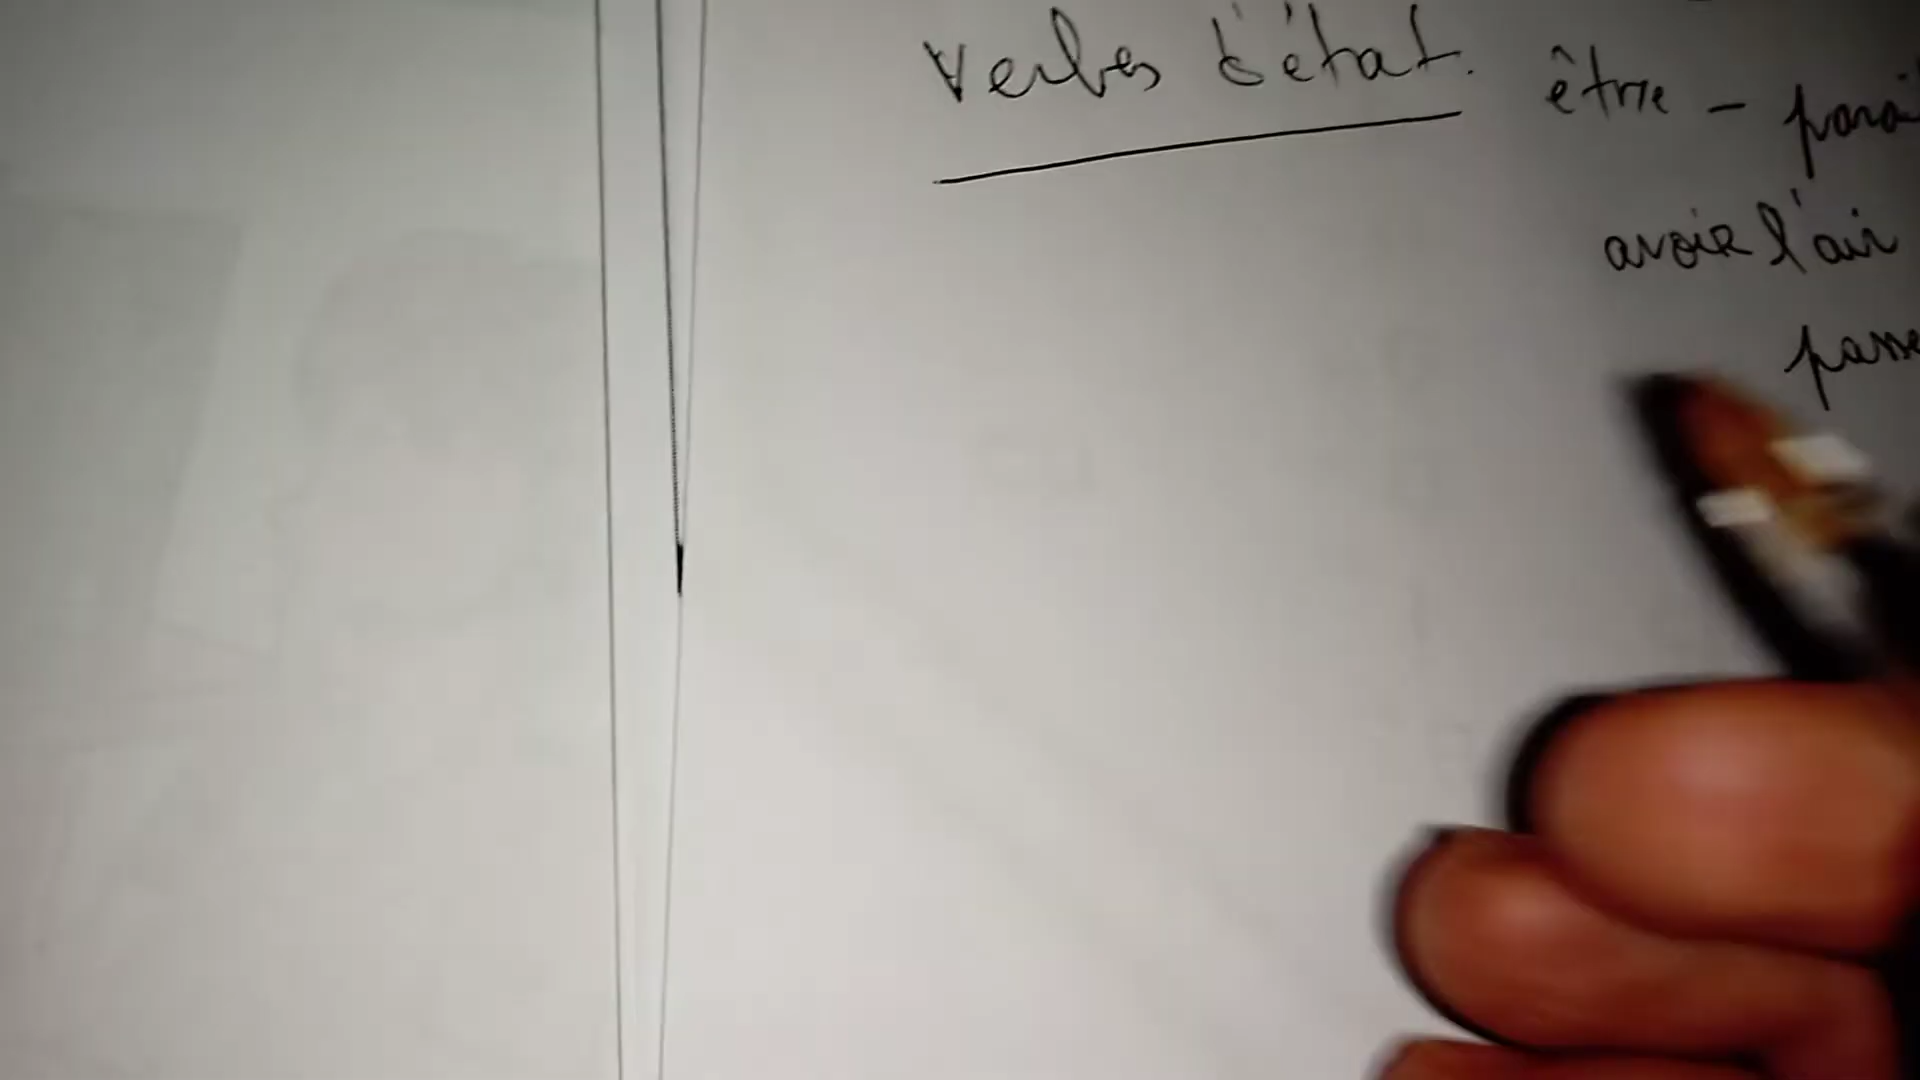 Verbes d'état. être -
avoir l'air